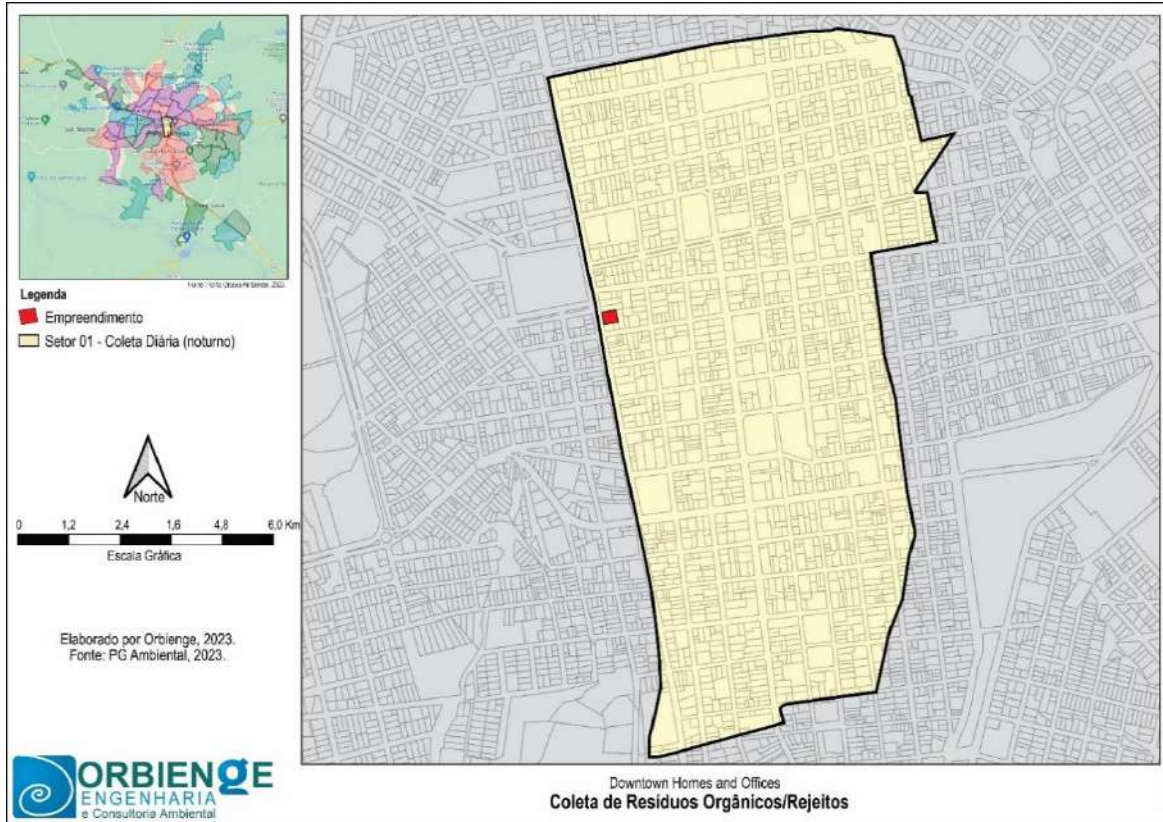 Legenda
Empreendimento
Setor 01 - Coleta Diária (noturno)
Norte
0 1,2 2,4 1,6 4,8 6,0 Km
Escala Gráfica
Elaborado por Orbienge, 2023.
Fonte: PG Ambiental, 2023.
ORBIENGE
ENGENHARIA
e Consultoria Ambiental
Downtown Homes and Offices
Coleta de Resíduos Orgânicos/Rejeitos